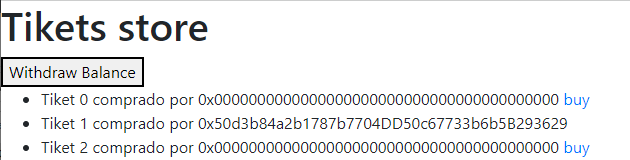 Tikets store
Withdraw Balance
Tiket 0 comprado por 0x0000000000000000000000000000000000000000 buy
Tiket 1 comprado por 0x50d3b84a2b1787b7704DD50c67733b6b5B293629
Tiket 2 comprado por 0x0000000000000000000000000000000000000000 buy